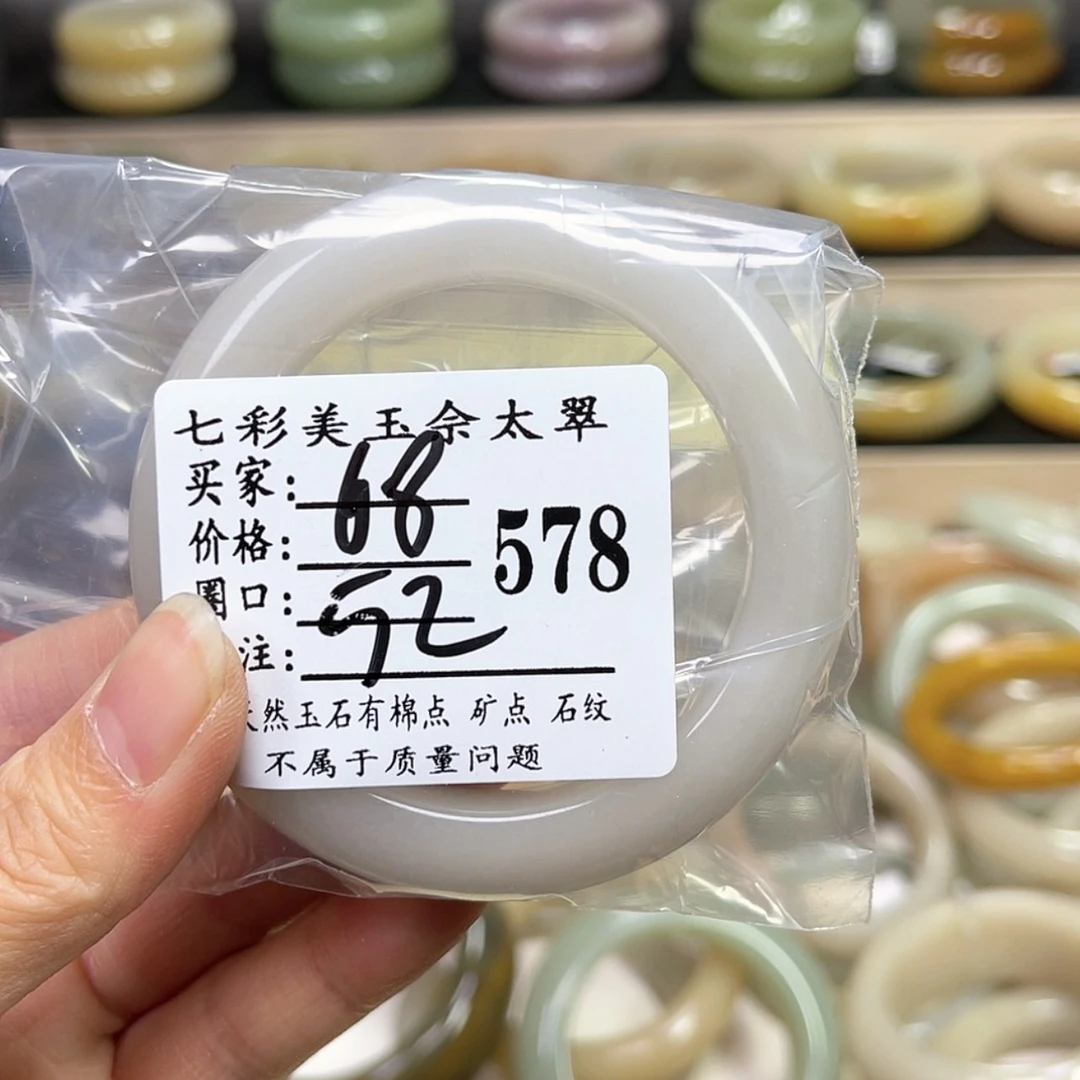 七彩美玉佘太翠
买家:
价格: 68
578
圈口: 52
注:
天然玉石有棉点 矿点 石纹
不属于质量问题